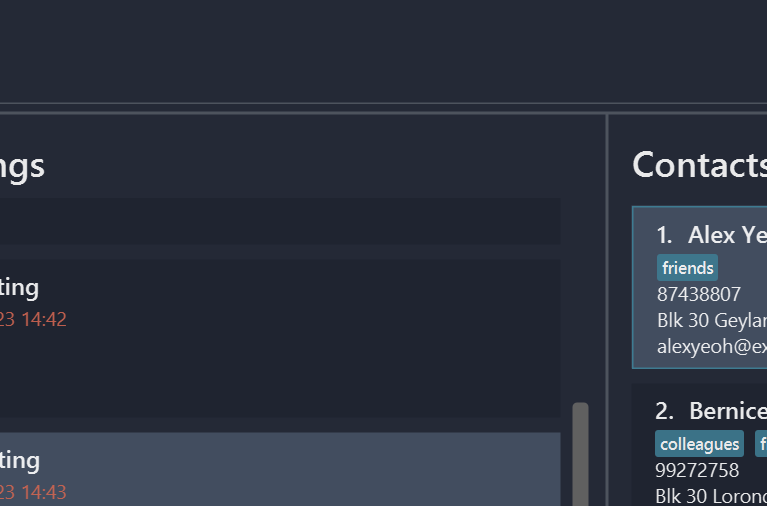 ngs
ting
23 14:42
ting
23 14:43
Contacts
1. Alex Ye
friends
87438807
Blk 30 Geylan
alexyeoh@ex
2. Bernice
colleagues f
99272758
Blk 30 Lorong